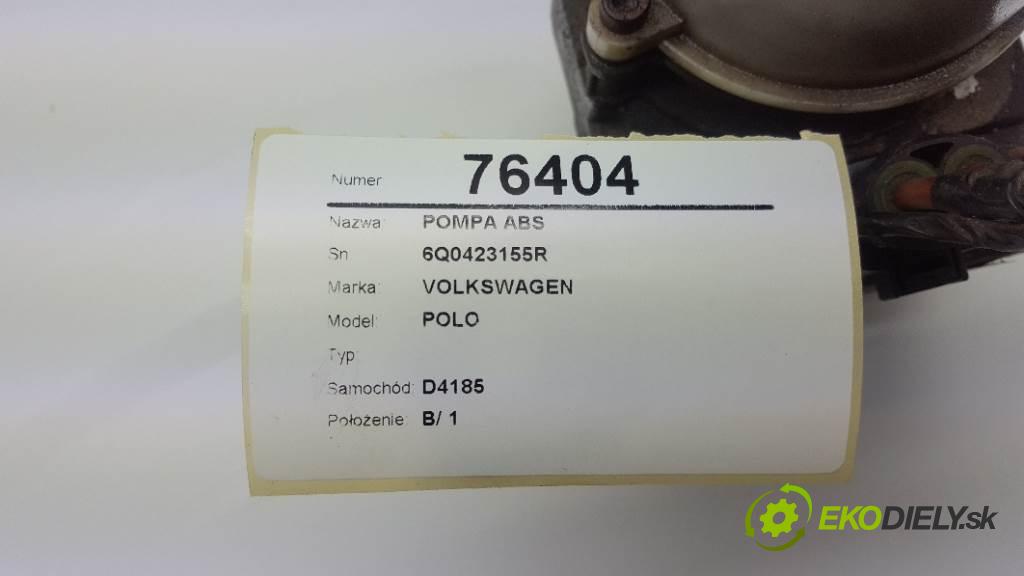 Numer 76404
Nazwa: POMPA ABS
Sn 6Q0423155R
Marka: VOLKSWAGEN
Model: POLO
Typ:
Samochód: D4185
Położenie: B/ 1
EKODIELY.sk